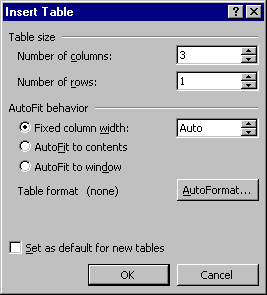 Insert Table
Table size
Number of columns: 3
Number of rows: 1
AutoFit behavior
Fixed column width: Auto
AutoFit to contents
AutoFit to window
Table format (none) AutoFormat...
Set as default for new tables
OK Cancel